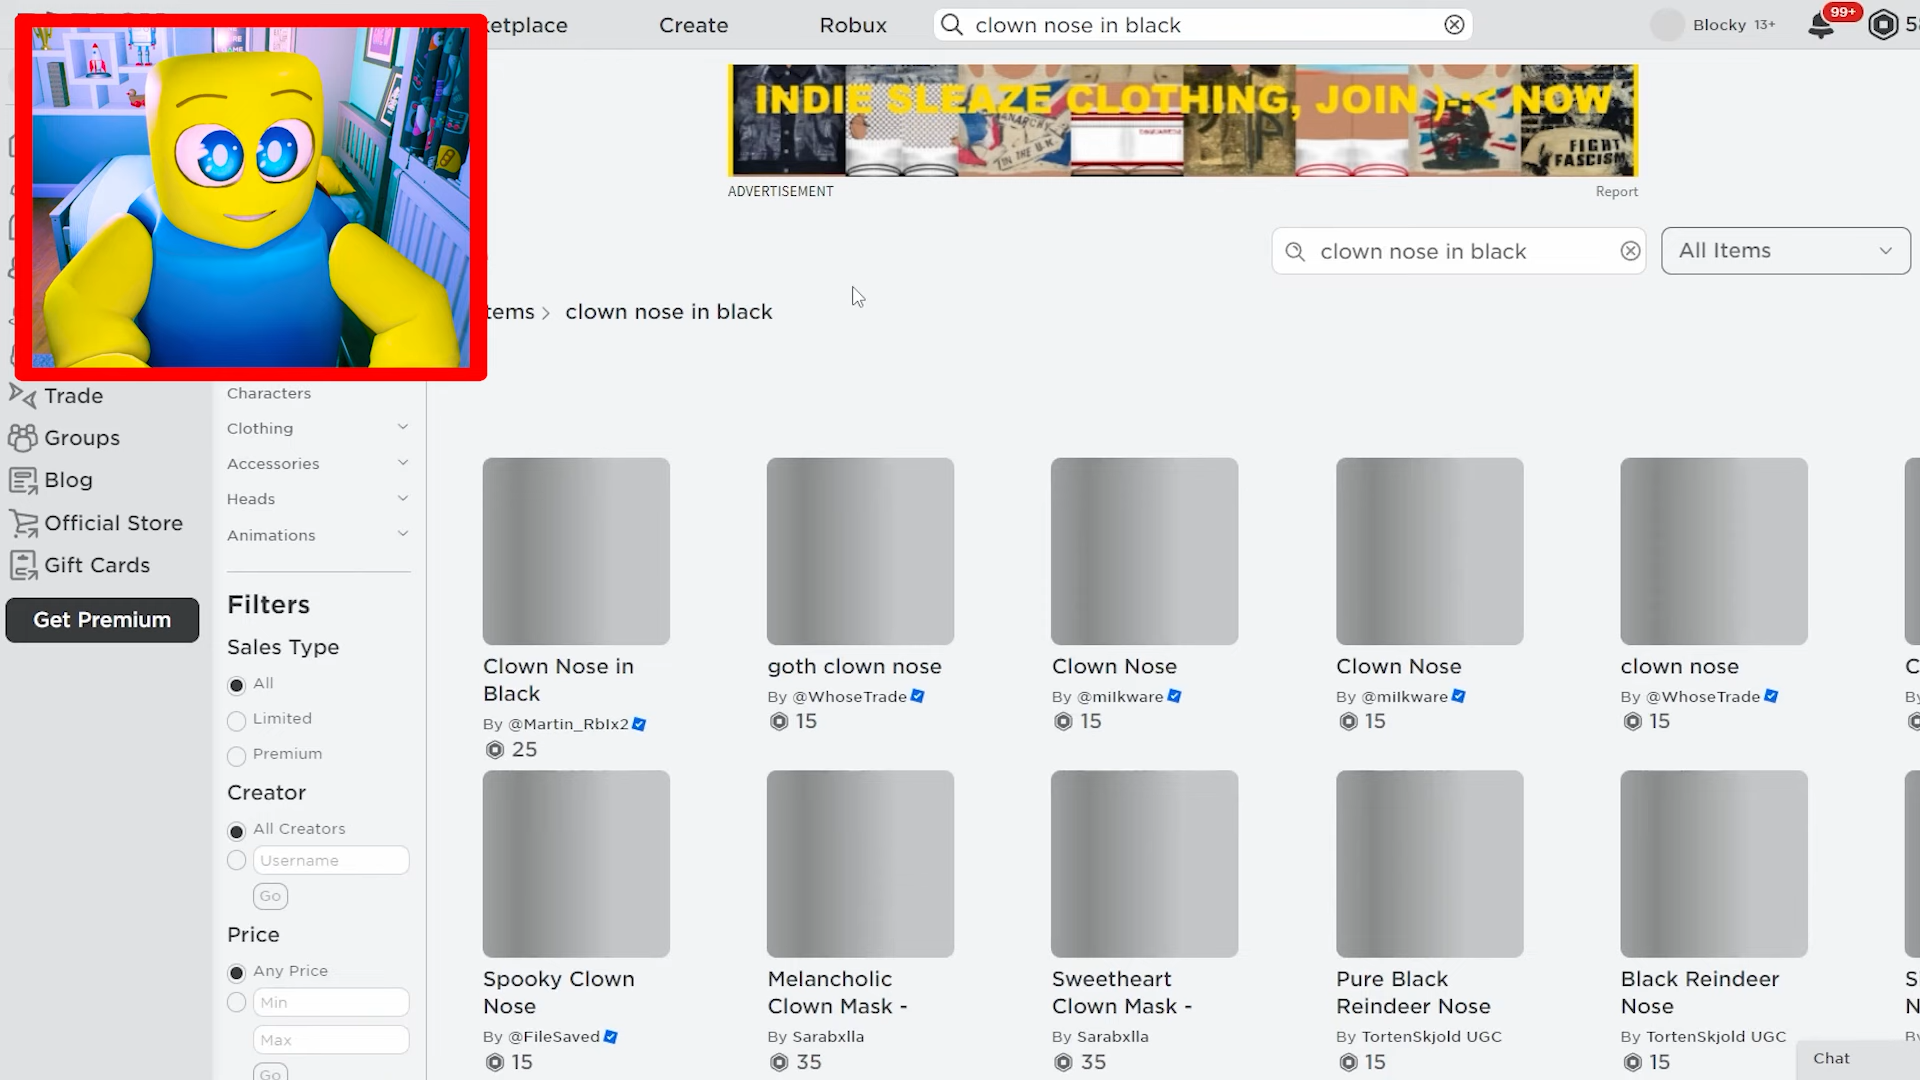 ketplace
Create
Robux
clown nose in black
Blocky 13+
99+
INDIE SLEAZE CLOTHING, JOIN )-:< NOW
ANARCHY
IN THE U.K
FIGHT
FASCISM
ADVERTISEMENT
Report
clown nose in black
All Items
tems > clown nose in black
Trade
Groups
Blog
Official Store
Gift Cards
Get Premium
Characters
Clothing
Accessories
Heads
Animations
Filters
Sales Type
All
Limited
Premium
Creator
All Creators
Username
Go
Price
Any Price
Min
Max
Go
Clown Nose in
Black
By @Martin_Rblx2
25
goth clown nose
By @WhoseTrade
15
Clown Nose
By @milkware
15
Clown Nose
By @milkware
15
clown nose
By @WhoseTrade
15
Spooky Clown
Nose
By @FileSaved
15
Melancholic
Clown Mask -
By Sarabxlla
35
Sweetheart
Clown Mask -
By Sarabxlla
35
Pure Black
Reindeer Nose
By TortenSkjold UGC
15
Black Reindeer
Nose
By TortenSkjold UGC
15
Chat